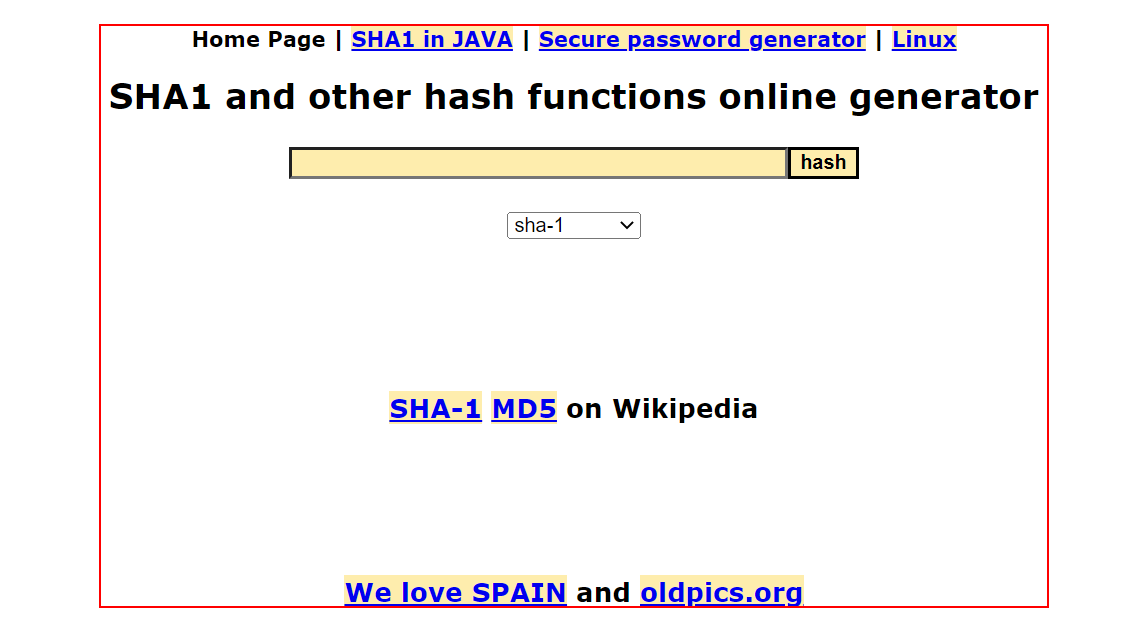 Home Page | SHA1 in JAVA | Secure password generator | Linux
SHA1 and other hash functions online generator
hash
sha-1
SHA-1 MD5 on Wikipedia
We love SPAIN and oldpics.org